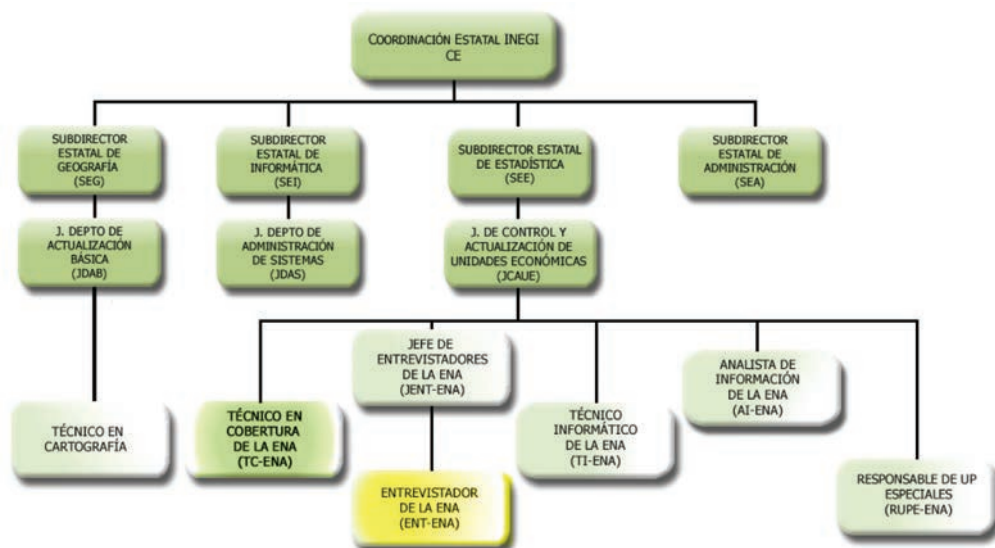 COORDINACIÓN ESTATAL INEGI
CE
SUBDIRECTOR
ESTATAL DE
GEOGRAFÍA
(SEG)
SUBDIRECTOR
ESTATAL DE
INFORMÁTICA
(SEI)
SUBDIRECTOR ESTATAL
DE ESTADÍSTICA
(SEE)
SUBDIRECTOR
ESTATAL DE
ADMINISTRACIÓN
(SEA)
J. DEPTO DE
ACTUALIZACIÓN
BÁSICA
(JDAB)
J. DEPTO DE
ADMINISTRACIÓN
DE SISTEMAS
(JDAS)
J. DE CONTROL Y
ACTUALIZACIÓN DE
UNIDADES ECONÓMICAS
(JCAUE)
JEFE DE
ENTREVISTADORES
DE LA ENA
(JENT-ENA)
ANALISTA DE
INFORMACIÓN
DE LA ENA
(AI-ENA)
TÉCNICO EN
CARTOGRAFÍA
TÉCNICO EN
COBERTURA
DE LA ENA
(TC-ENA)
TÉCNICO
INFORMÁTICO
DE LA ENA
(TI-ENA)
ENTREVISTADOR
DE LA ENA
(ENT-ENA)
RESPONSABLE DE UP
ESPECIALES
(RUPE-ENA)